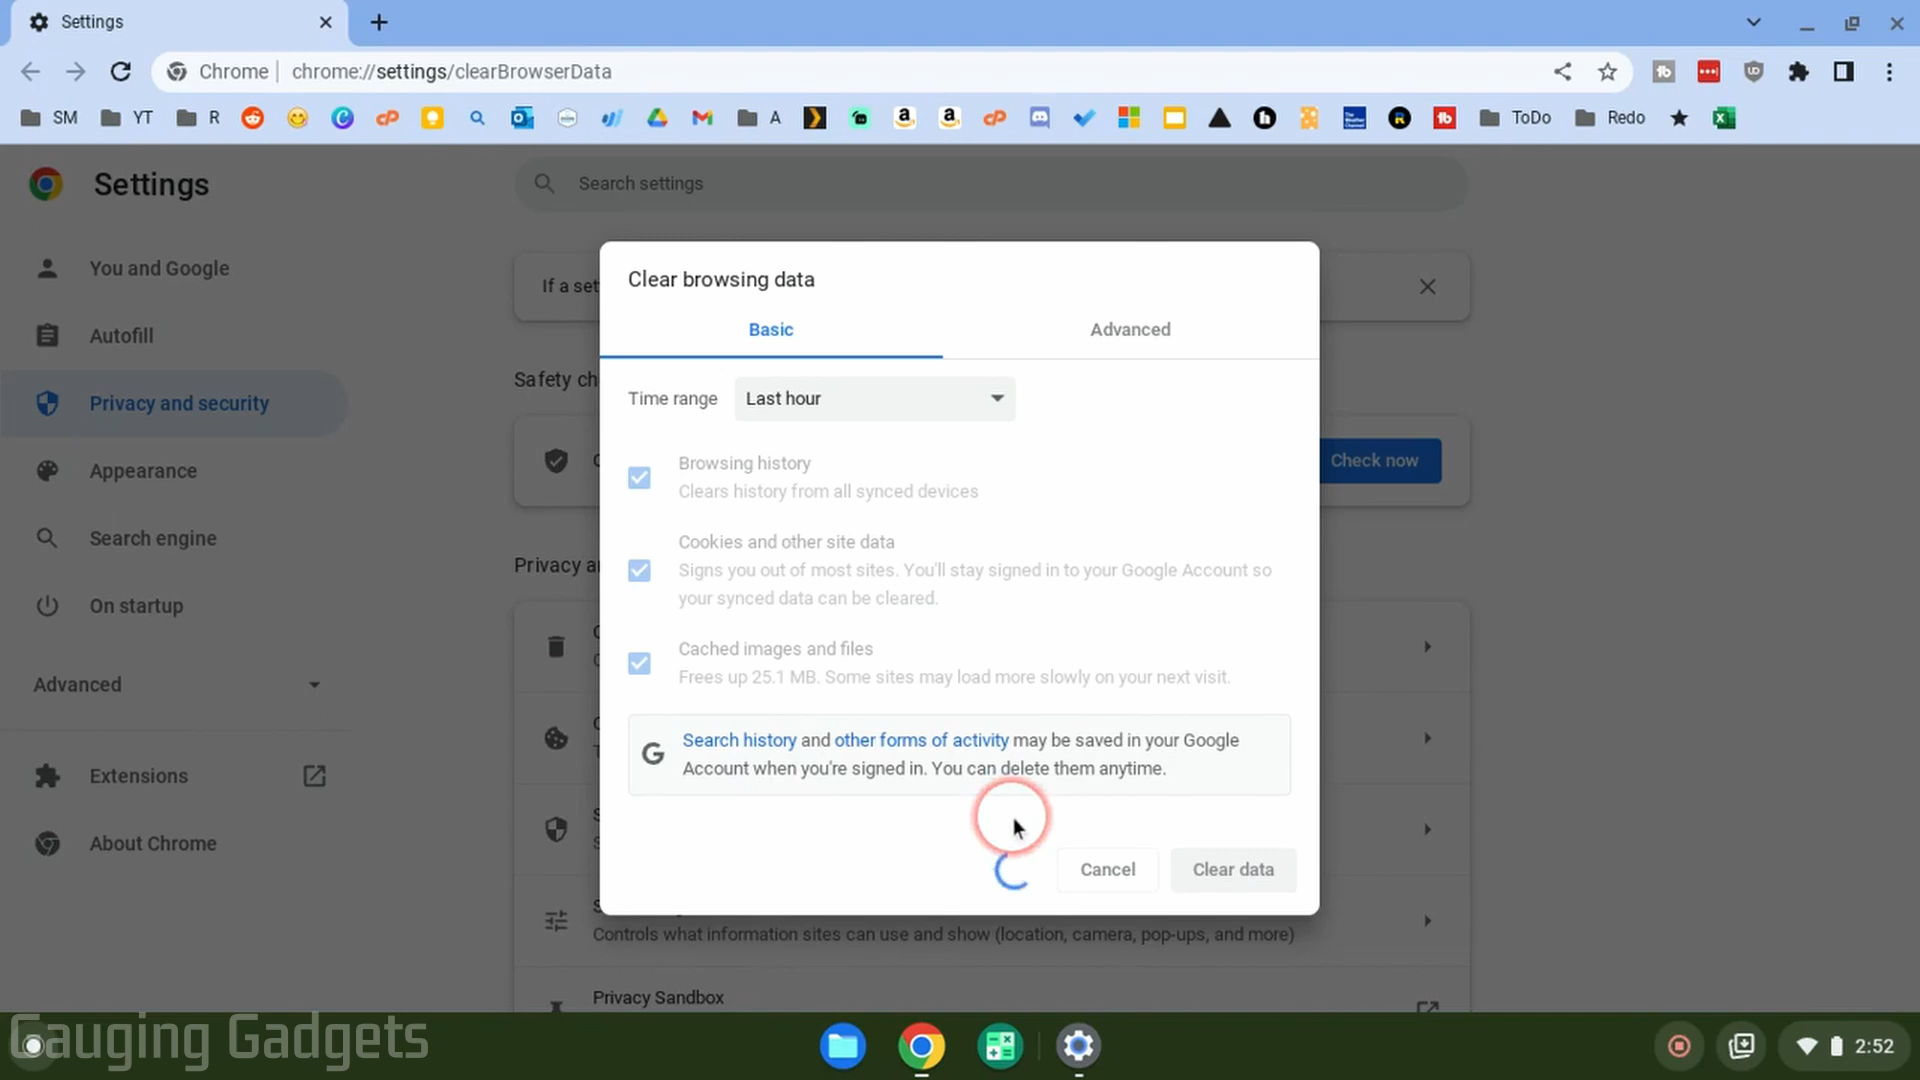 Settings
Chrome
chrome://settings/clearBrowserData
SM
YT
R
A
ToDo
Redo
Settings
Search settings
You and Google
Autofill
Privacy and security
Appearance
Search engine
On startup
Advanced
Extensions
About Chrome
If a set
Safety ch
Check now
Privacy a
Clear browsing data
Basic
Advanced
Time range
Last hour
Browsing history
Clears history from all synced devices
Cookies and other site data
Signs you out of most sites. You'll stay signed in to your Google Account so
your synced data can be cleared.
Cached images and files
Frees up 25.1 MB. Some sites may load more slowly on your next visit.
Search history and other forms of activity may be saved in your Google
Account when you're signed in. You can delete them anytime.
Cancel
Clear data
Controls what information sites can use and show (location, camera, pop-ups, and more)
Privacy Sandbox
Gauging Gadgets
2:52